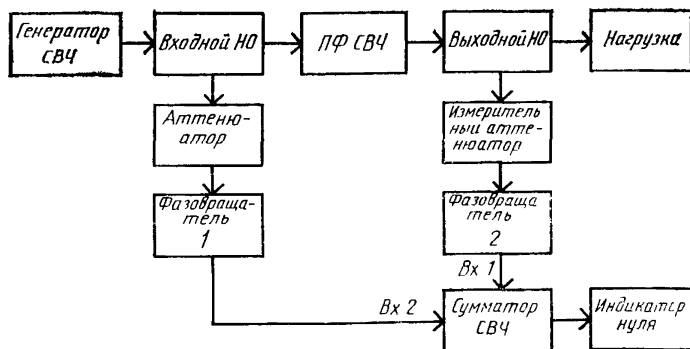 Генератор
СВЧ
Входной НО
ПФ СВЧ
Выходной НО
Нагрузка
Аттеню-
атор
Измеритель
ный атте-
нюатор
Фазовраща-
тель
1
Фазовраща
тель
2
Вх 1
Вх 2
Сумматор
СВЧ
Индикатор
нуля